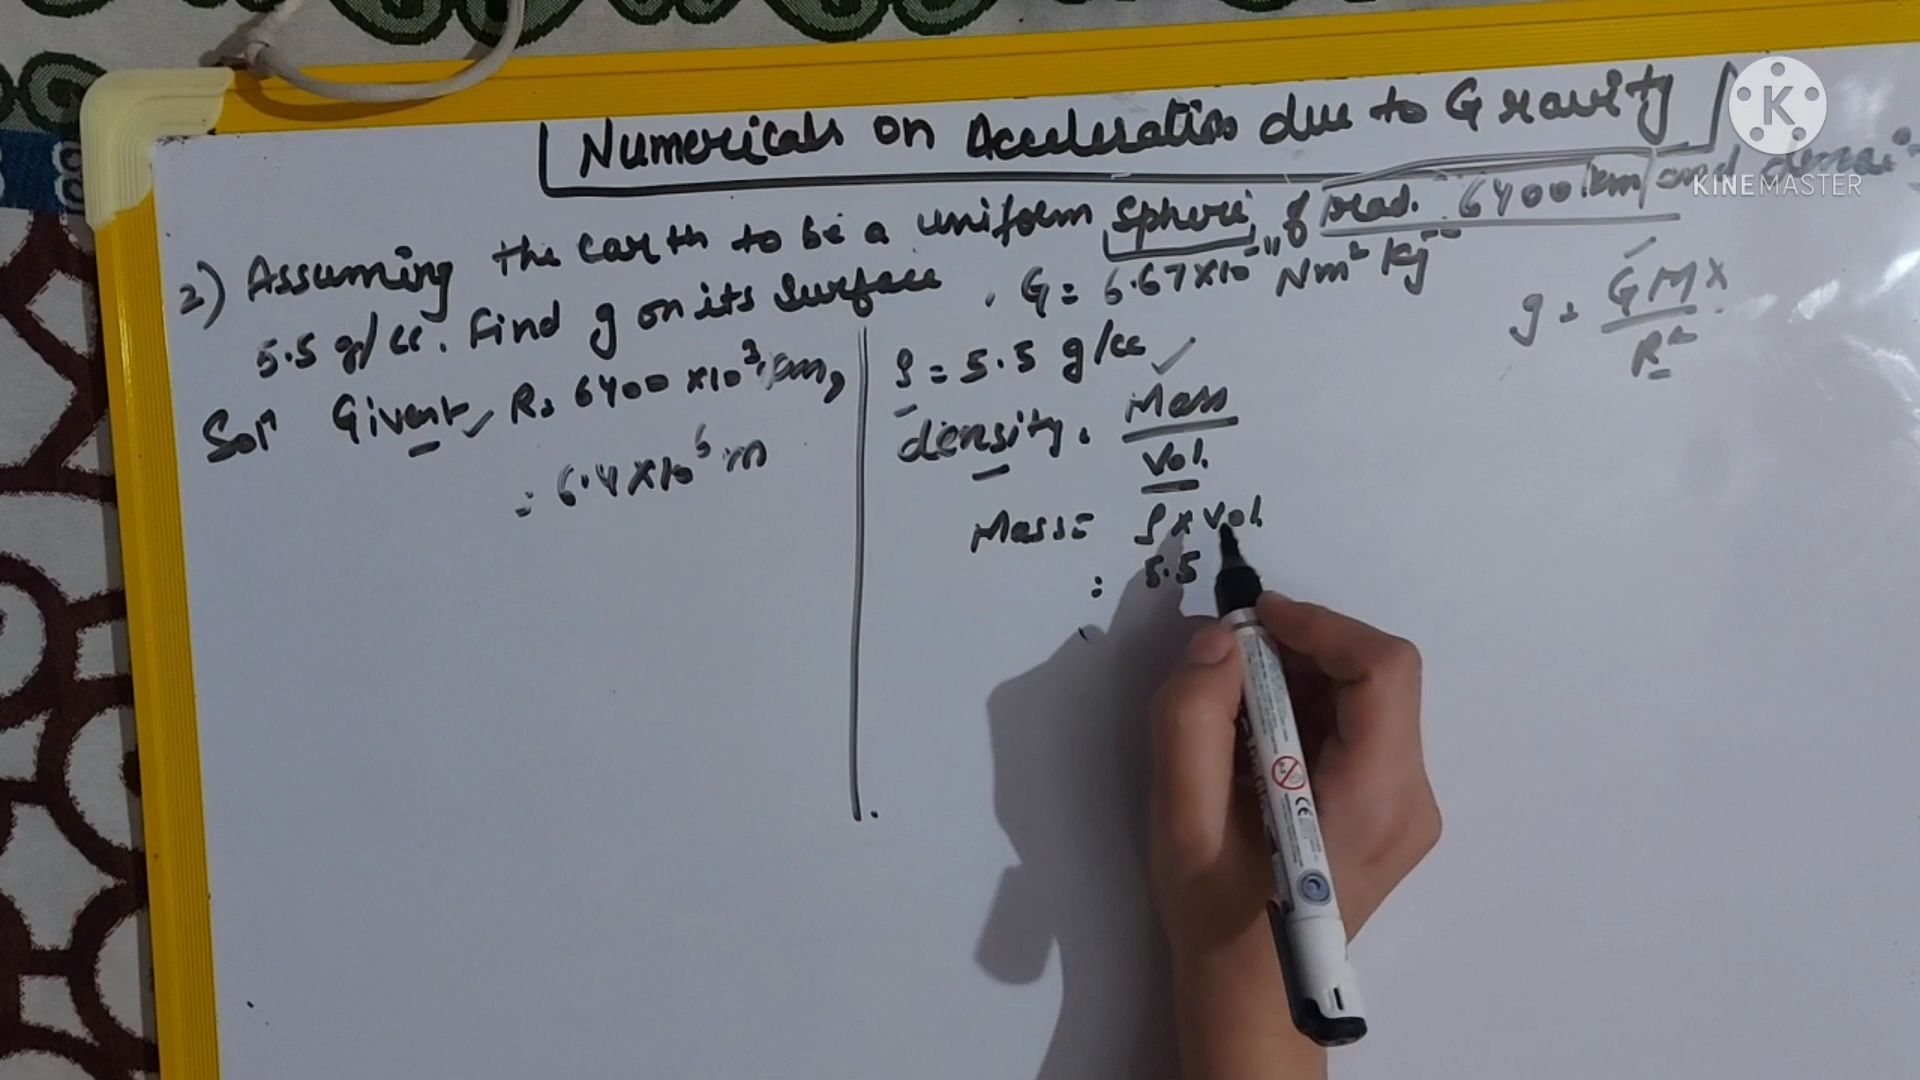 Numericals on Acceleration due to Gravity
K
KINEMASTER
2) Assuming the Earth to be a uniform Sphere of rad. 6400 km and densi
5.5 g/cc. Find g on its surface. G = 6.67×10⁻¹¹ Nm² Kg⁻²
g = GM / R²
Solⁿ Given R = 6400×10³ m,
= 6.4×10⁶ m
ρ = 5.5 g/cc
density = Mass / Vol.
Mass = ρ × Vol.
= 5.5